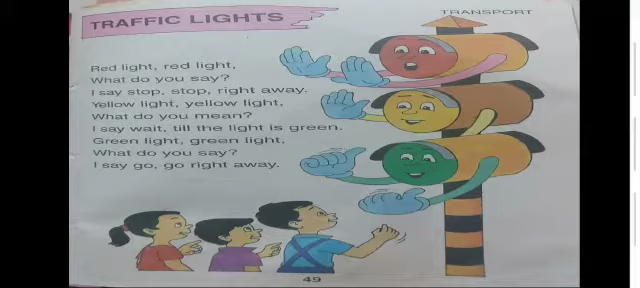 TRAFFIC LIGHTS
TRANSPORT
Red light, red light,
What do you say?
I say stop, stop, right away.
Yellow light, yellow light,
What do you mean?
I say wait, till the light is green.
Green light, green light,
What do you say?
I say go, go right away.
49